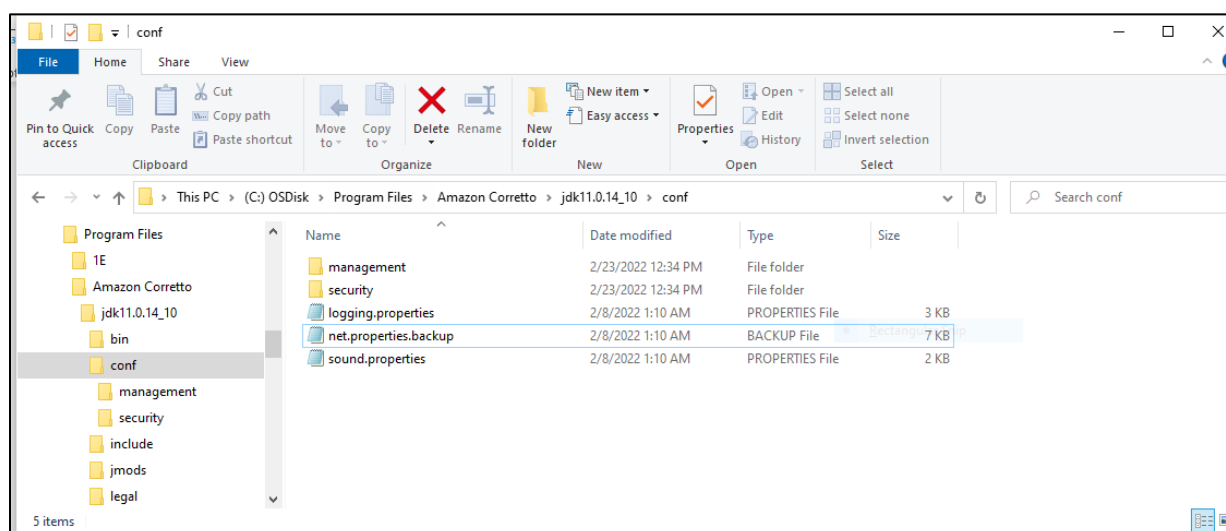 conf
File Home Share View
Pin to Quick access
Copy
Paste
Cut
Copy path
Paste shortcut
Clipboard
Move to
Copy to
Delete
Rename
Organize
New folder
New item
Easy access
New
Properties
Open
Edit
History
Open
Select all
Select none
Invert selection
Select
This PC > (C:) OSDisk > Program Files > Amazon Corretto > jdk11.0.14_10 > conf
Search conf
Program Files
1E
Amazon Corretto
jdk11.0.14_10
bin
conf
management
security
include
jmods
legal
Name Date modified Type Size
management 2/23/2022 12:34 PM File folder
security 2/23/2022 12:34 PM File folder
logging.properties 2/8/2022 1:10 AM PROPERTIES File 3 KB
net.properties.backup 2/8/2022 1:10 AM BACKUP File 7 KB
sound.properties 2/8/2022 1:10 AM PROPERTIES File 2 KB
5 items